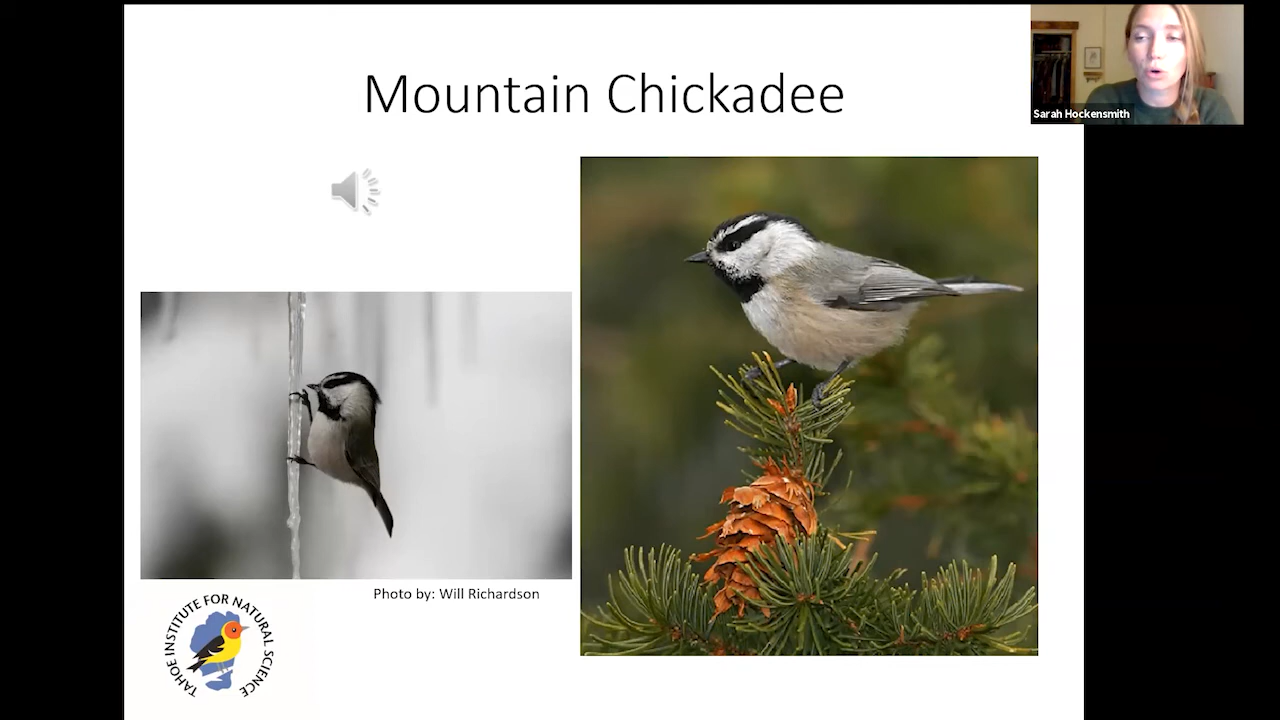 Mountain Chickadee
Sarah Hockensmith
Photo by: Will Richardson
TAHOE INSTITUTE FOR NATURAL SCIENCE